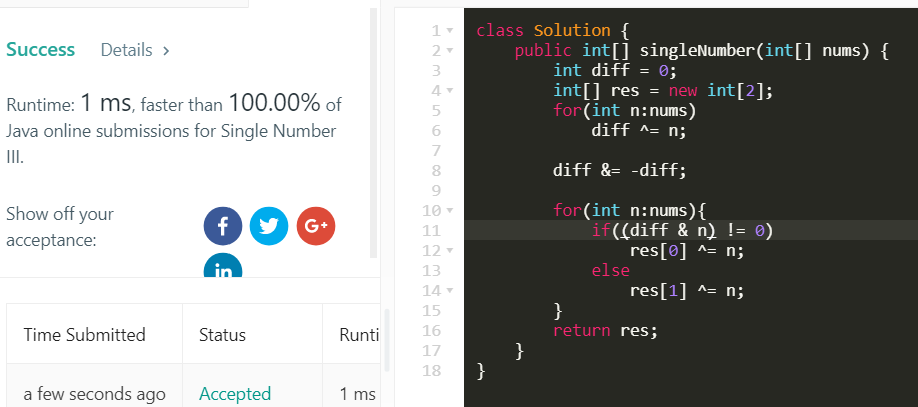 Success Details >
Runtime: 1 ms, faster than 100.00% of
Java online submissions for Single Number
III.
Show off your
acceptance:
f
G+
in
Time Submitted Status Runti
a few seconds ago Accepted 1 ms
1 class Solution {
2     public int[] singleNumber(int[] nums) {
3         int diff = 0;
4         int[] res = new int[2];
5         for(int n:nums)
6             diff ^= n;
7
8         diff &= -diff;
9
10         for(int n:nums){
11             if((diff & n) != 0)
12                 res[0] ^= n;
13             else
14                 res[1] ^= n;
15         }
16         return res;
17     }
18 }